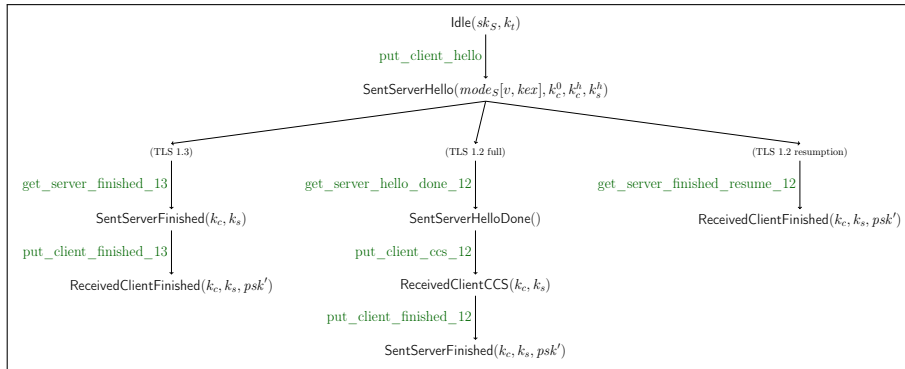 Idle(sk_S, k_t)
put_client_hello
SentServerHello(mode_S[v, kex], k_c^0, k_c^h, k_s^h)
(TLS 1.3)
(TLS 1.2 full)
(TLS 1.2 resumption)
get_server_finished_13
get_server_hello_done_12
get_server_finished_resume_12
SentServerFinished(k_c, k_s)
SentServerHelloDone()
ReceivedClientFinished(k_c, k_s, psk′)
put_client_finished_13
put_client_ccs_12
ReceivedClientFinished(k_c, k_s, psk′)
ReceivedClientCCS(k_c, k_s)
put_client_finished_12
SentServerFinished(k_c, k_s, psk′)